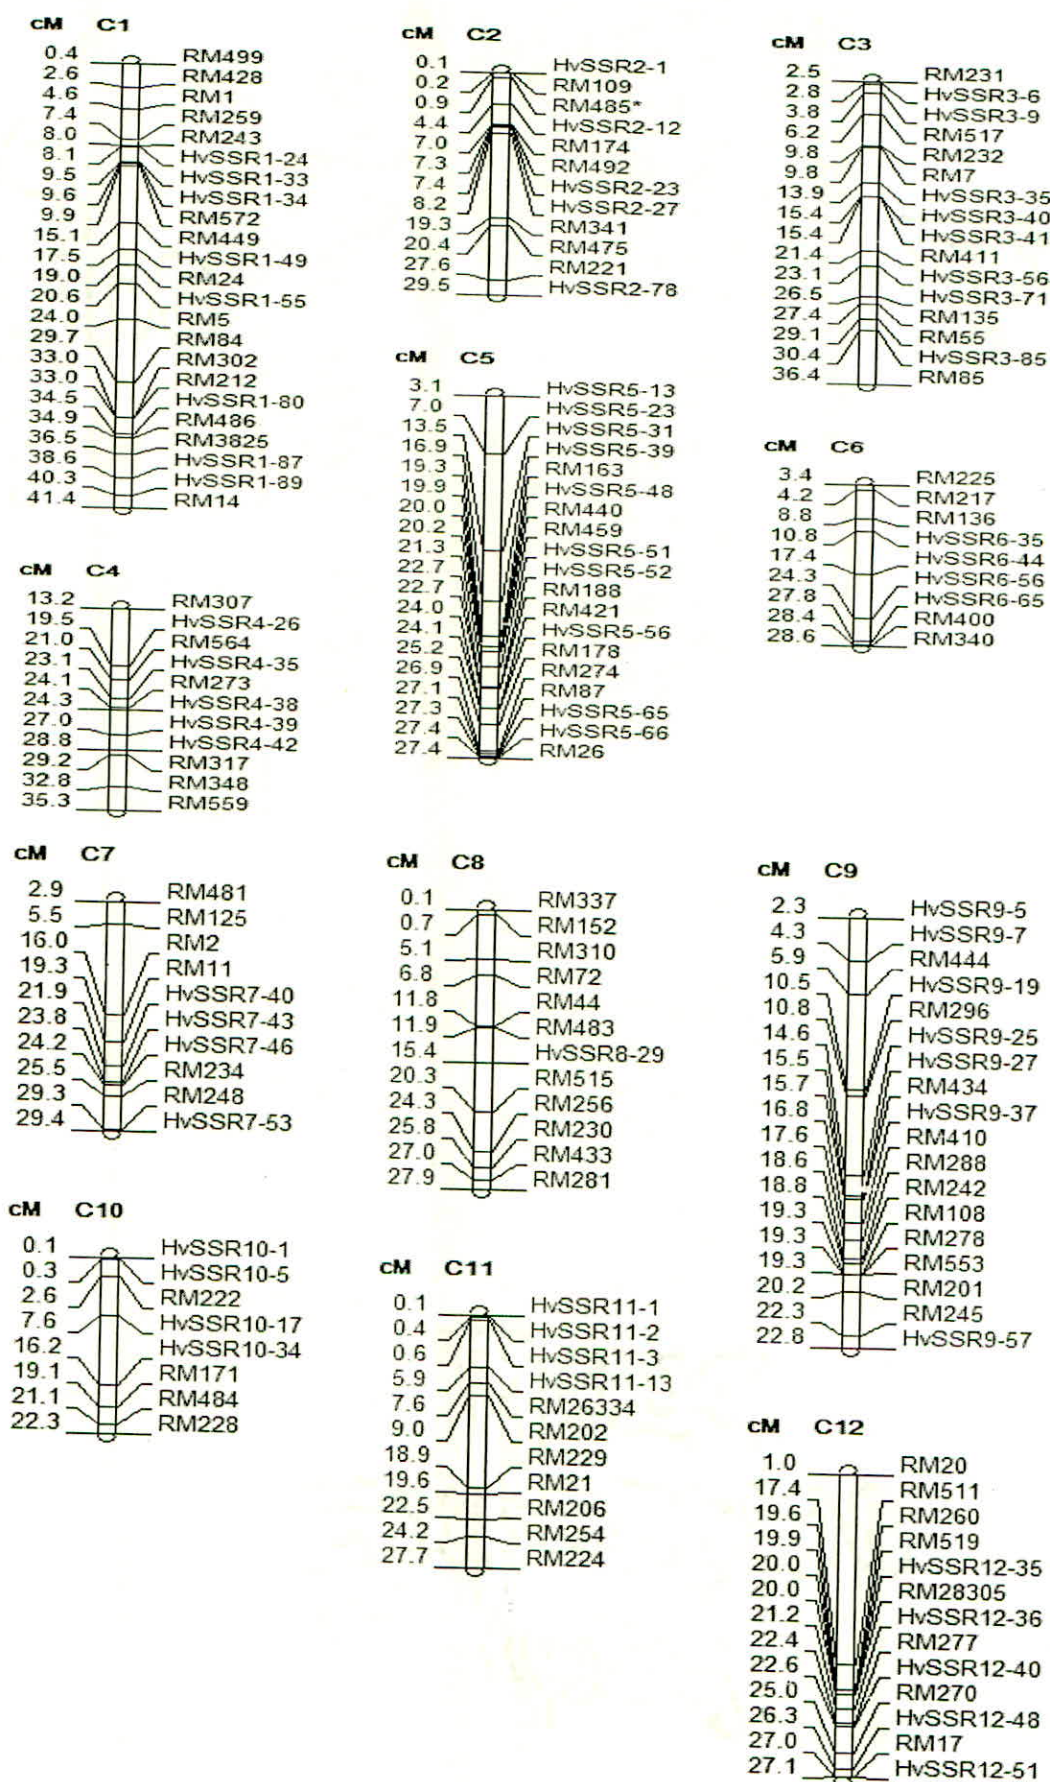 cM C1
0.4 RM499
2.6 RM428
4.6 RM1
7.4 RM259
8.0 RM243
8.1 HvSSR1-24
9.5 HvSSR1-33
9.6 HvSSR1-34
9.9 RM572
15.1 RM449
17.5 HvSSR1-49
19.0 RM24
20.6 HvSSR1-55
24.0 RM5
29.7 RM84
33.0 RM302
33.0 RM212
34.5 HvSSR1-80
34.9 RM486
36.5 RM3825
38.6 HvSSR1-87
40.3 HvSSR1-89
41.4 RM14
cM C2
0.1 HvSSR2-1
0.2 RM109
0.9 RM485*
4.4 HvSSR2-12
7.0 RM174
7.3 RM492
7.4 HvSSR2-23
8.2 HvSSR2-27
19.3 RM341
20.4 RM475
27.6 RM221
29.5 HvSSR2-78
cM C3
2.5 RM231
2.8 HvSSR3-6
3.8 HvSSR3-9
6.2 RM517
9.8 RM232
9.8 RM7
13.9 HvSSR3-35
15.4 HvSSR3-40
15.4 HvSSR3-41
21.4 RM411
23.1 HvSSR3-56
26.5 HvSSR3-71
27.4 RM135
29.1 RM55
30.4 HvSSR3-85
36.4 RM85
cM C4
13.2 RM307
19.5 HvSSR4-26
21.0 RM564
23.1 HvSSR4-35
24.1 RM273
24.3 HvSSR4-38
27.0 HvSSR4-39
28.8 HvSSR4-42
29.2 RM317
32.8 RM348
35.3 RM559
cM C5
3.1 HvSSR5-13
7.0 HvSSR5-23
13.5 HvSSR5-31
16.9 HvSSR5-39
19.3 RM163
19.9 HvSSR5-48
20.0 RM440
20.2 RM459
21.3 HvSSR5-51
22.7 HvSSR5-52
22.7 RM188
24.0 RM421
24.1 HvSSR5-56
25.2 RM178
26.9 RM274
27.1 RM87
27.3 HvSSR5-65
27.4 HvSSR5-66
27.4 RM26
cM C6
3.4 RM225
4.2 RM217
8.8 RM136
10.8 HvSSR6-35
17.4 HvSSR6-44
24.3 HvSSR6-56
27.8 HvSSR6-65
28.4 RM400
28.6 RM340
cM C7
2.9 RM481
5.5 RM125
16.0 RM2
19.3 RM11
21.9 HvSSR7-40
23.8 HvSSR7-43
24.2 HvSSR7-46
25.5 RM234
29.3 RM248
29.4 HvSSR7-53
cM C8
0.1 RM337
0.7 RM152
5.1 RM310
6.8 RM72
11.8 RM44
11.9 RM483
15.4 HvSSR8-29
20.3 RM515
24.3 RM256
25.8 RM230
27.0 RM433
27.9 RM281
cM C9
2.3 HvSSR9-5
4.3 HvSSR9-7
5.9 RM444
10.5 HvSSR9-19
10.8 RM296
14.6 HvSSR9-25
15.5 HvSSR9-27
15.7 RM434
16.8 HvSSR9-37
17.6 RM410
18.6 RM288
18.8 RM242
19.3 RM108
19.3 RM278
19.3 RM553
20.2 RM201
22.3 RM245
22.8 HvSSR9-57
cM C10
0.1 HvSSR10-1
0.3 HvSSR10-5
2.6 RM222
7.6 HvSSR10-17
16.2 HvSSR10-34
19.1 RM171
21.1 RM484
22.3 RM228
cM C11
0.1 HvSSR11-1
0.4 HvSSR11-2
0.6 HvSSR11-3
5.9 HvSSR11-13
7.6 RM26334
9.0 RM202
18.9 RM229
19.6 RM21
22.5 RM206
24.2 RM254
27.7 RM224
cM C12
1.0 RM20
17.4 RM511
19.6 RM260
19.9 RM519
20.0 HvSSR12-35
20.0 RM28305
21.2 HvSSR12-36
22.4 RM277
22.6 HvSSR12-40
25.0 RM270
26.3 HvSSR12-48
27.0 RM17
27.1 HvSSR12-51